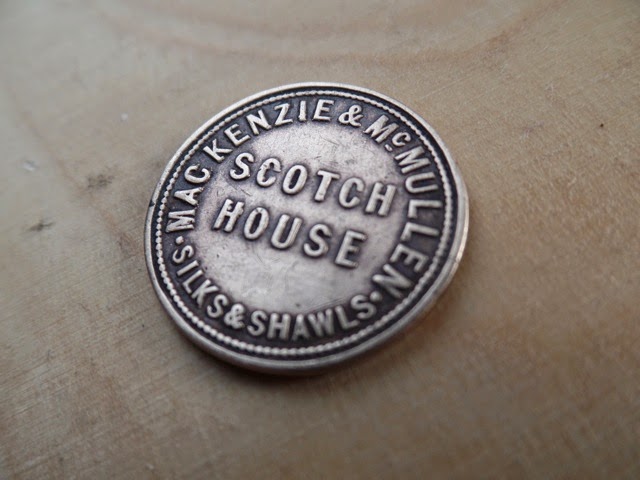 MACKENZIE & McMULLEN
SCOTCH
HOUSE
• SILKS & SHAWLS •